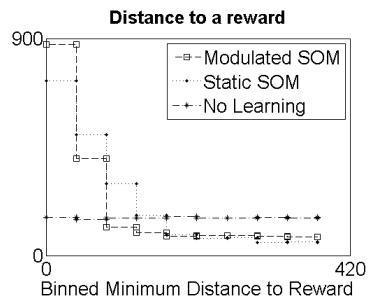 Distance to a reward
900
Modulated SOM
Static SOM
No Learning
0
0
420
Binned Minimum Distance to Reward